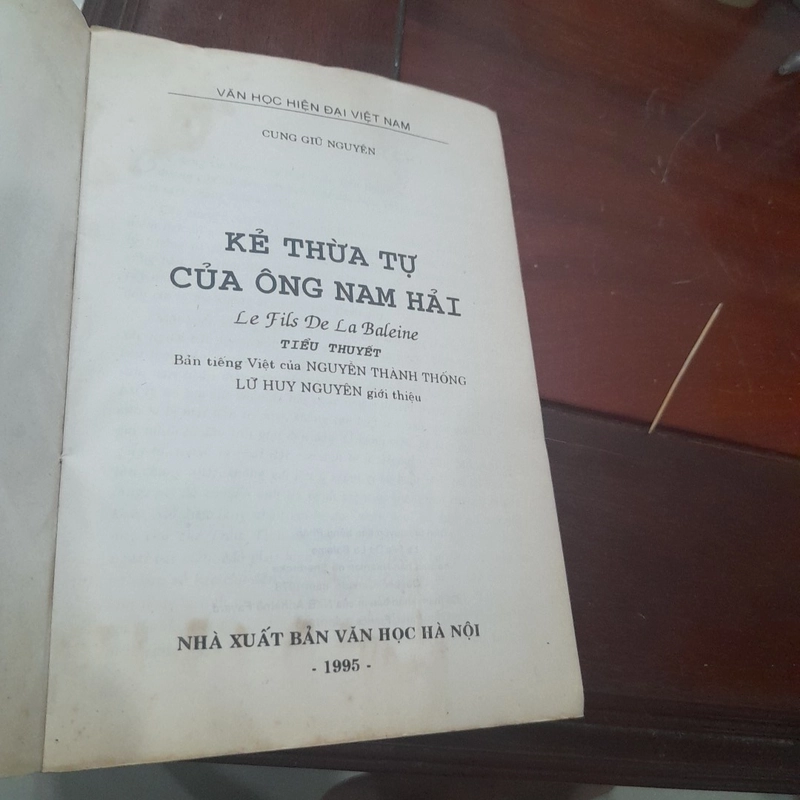 VĂN HỌC HIỆN ĐẠI VIỆT NAM
CUNG GIŨ NGUYÊN
KẺ THỪA TỰ
CỦA ÔNG NAM HẢI
Le Fils De La Baleine
TIỂU THUYẾT
Bản tiếng Việt của NGUYỄN THÀNH THỐNG
LỮ HUY NGUYÊN giới thiệu
NHÀ XUẤT BẢN VĂN HỌC HÀ NỘI
- 1995 -